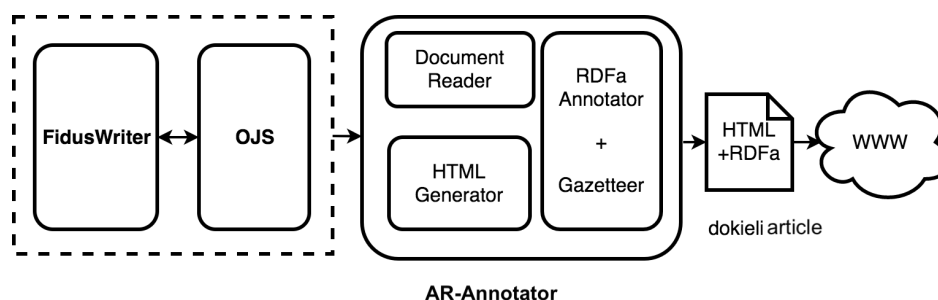 FidusWriter
OJS
Document
Reader
HTML
Generator
RDFa
Annotator
+
Gazetteer
HTML
+RDFa
WWW
dokieli article
AR-Annotator